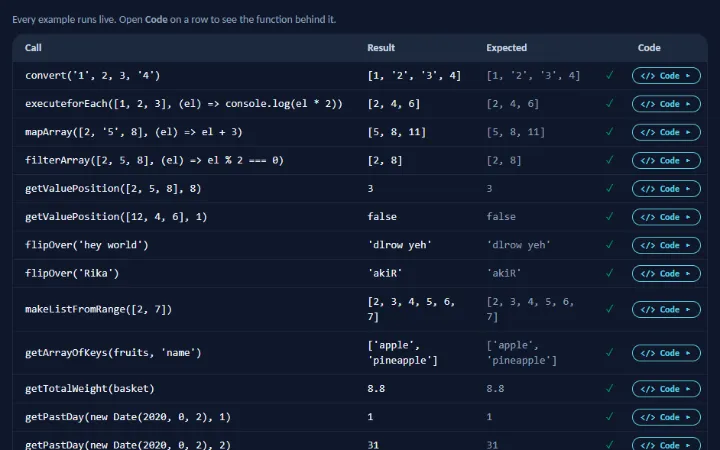 Every example runs live. Open Code on a row to see the function behind it.
Call Result Expected Code
convert('1', 2, 3, '4') [1, '2', '3', 4] [1, '2', '3', 4] ✓ </> Code ▸
executeforEach([1, 2, 3], (el) => console.log(el * 2)) [2, 4, 6] [2, 4, 6] ✓ </> Code ▸
mapArray([2, '5', 8], (el) => el + 3) [5, 8, 11] [5, 8, 11] ✓ </> Code ▸
filterArray([2, 5, 8], (el) => el % 2 === 0) [2, 8] [2, 8] ✓ </> Code ▸
getValuePosition([2, 5, 8], 8) 3 3 ✓ </> Code ▸
getValuePosition([12, 4, 6], 1) false false ✓ </> Code ▸
flipOver('hey world') 'dlrow yeh' 'dlrow yeh' ✓ </> Code ▸
flipOver('Rika') 'akiR' 'akiR' ✓ </> Code ▸
makeListFromRange([2, 7]) [2, 3, 4, 5, 6, [2, 3, 4, 5, 6, ✓ </> Code ▸
7] 7]
getArrayOfKeys(fruits, 'name') ['apple', ['apple', ✓ </> Code ▸
'pineapple'] 'pineapple']
getTotalWeight(basket) 8.8 8.8 ✓ </> Code ▸
getPastDay(new Date(2020, 0, 2), 1) 1 1 ✓ </> Code ▸
getPastDay(new Date(2020, 0, 2), 2) 31 31 ✓ </> Code ▸